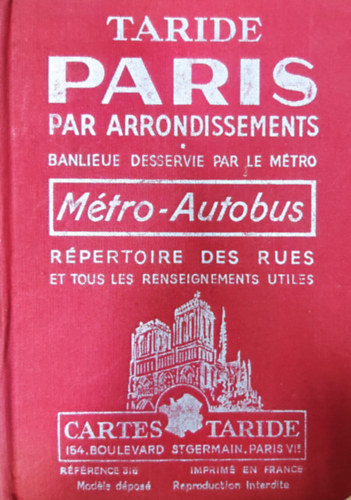 TARIDE
PARIS
PAR ARRONDISSEMENTS
•
BANLIEUE DESSERVIE PAR LE MÉTRO
Métro-Autobus
RÉPERTOIRE DES RUES
ET TOUS LES RENSEIGNEMENTS UTILES
CARTES TARIDE
154, BOULEVARD ST GERMAIN, PARIS VIe
RÉFÉRENCE 316 IMPRIMÉ EN FRANCE
Modèle déposé Reproduction Interdite